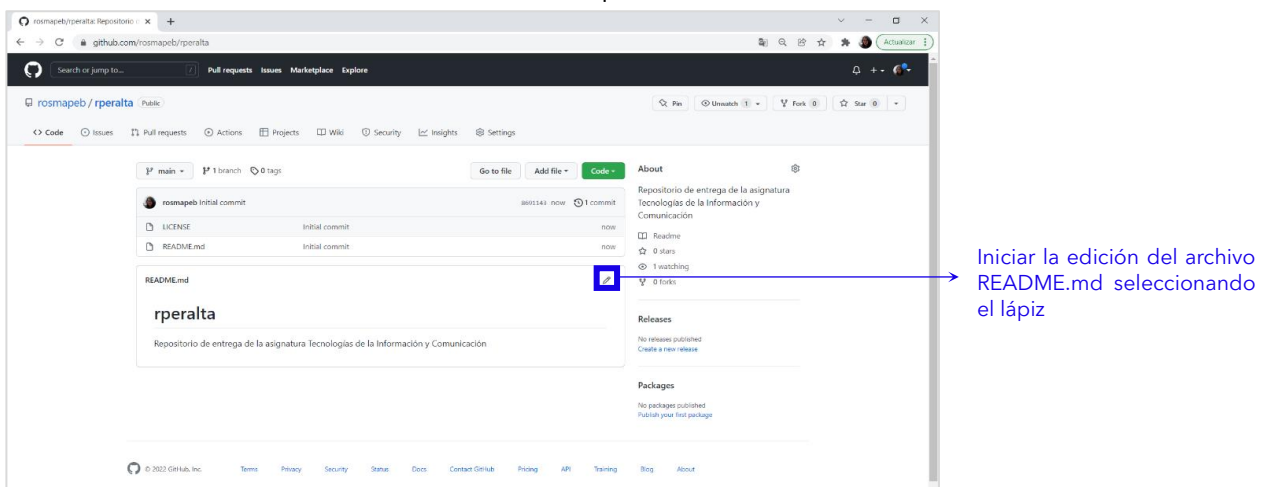 rosmapeb/rperalta: Repositorio
github.com/rosmapeb/rperalta
Actualizar
Search or jump to...
/
Pull requests Issues Marketplace Explore
rosmapeb / rperalta Public
Pin
Unwatch 1
Fork 0
Star 0
Code
Issues
Pull requests
Actions
Projects
Wiki
Security
Insights
Settings
main
1 branch
0 tags
Go to file
Add file
Code
rosmapeb Initial commit
now 1 commit
LICENSE Initial commit now
README.md Initial commit now
README.md
rperalta
Repositorio de entrega de la asignatura Tecnologías de la Información y Comunicación
About
Repositorio de entrega de la asignatura
Tecnologías de la Información y
Comunicación
Readme
0 stars
1 watching
0 forks
Releases
No releases published
Create a new release
Packages
No packages published
Publish your first package
Iniciar la edición del archivo
README.md seleccionando
el lápiz
© 2022 GitHub, Inc. Terms Privacy Security Status Docs Contact GitHub Pricing API Training Blog About